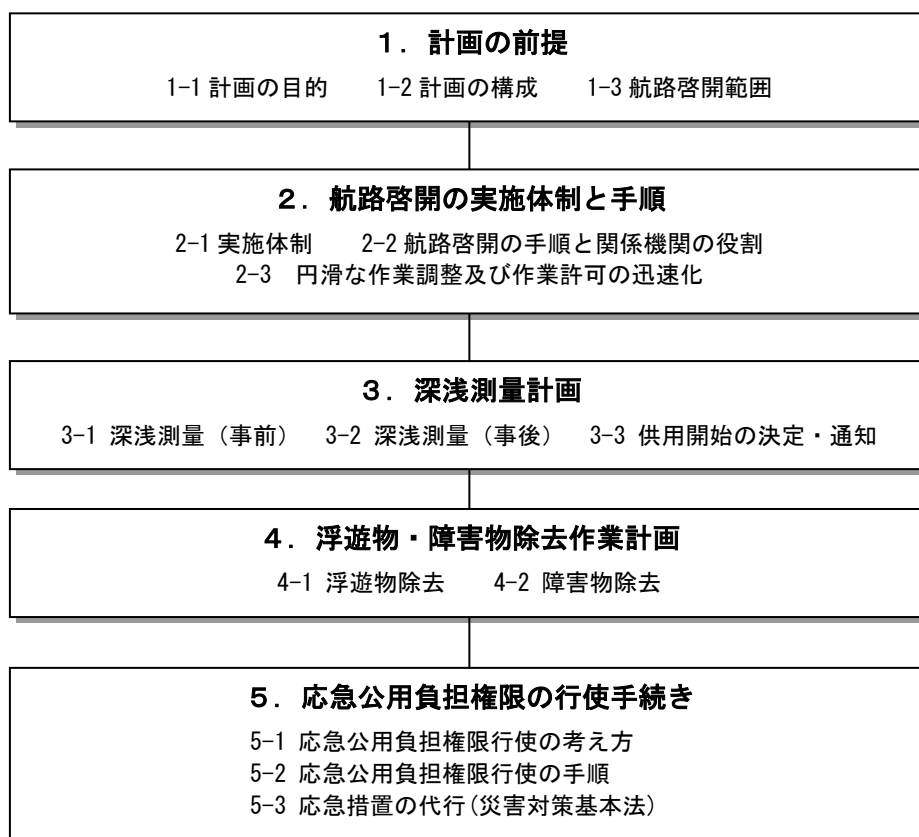 １．計画の前提
1-1 計画の目的　1-2 計画の構成　1-3 航路啓開範囲
２．航路啓開の実施体制と手順
2-1 実施体制　2-2 航路啓開の手順と関係機関の役割
2-3　円滑な作業調整及び作業許可の迅速化
３．深浅測量計画
3-1 深浅測量（事前）　3-2 深浅測量（事後）　3-3 供用開始の決定・通知
４．浮遊物・障害物除去作業計画
4-1 浮遊物除去　4-2 障害物除去
５．応急公用負担権限の行使手続き
5-1 応急公用負担権限行使の考え方
5-2 応急公用負担権限行使の手順
5-3 応急措置の代行(災害対策基本法)